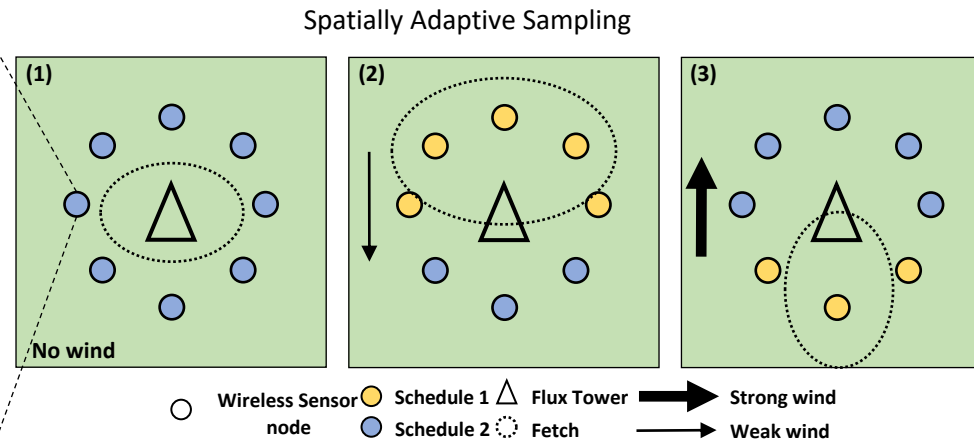 Spatially Adaptive Sampling
(1)
(2)
(3)
No wind
Wireless Sensor
node
Schedule 1
Flux Tower
Strong wind
Schedule 2
Fetch
Weak wind